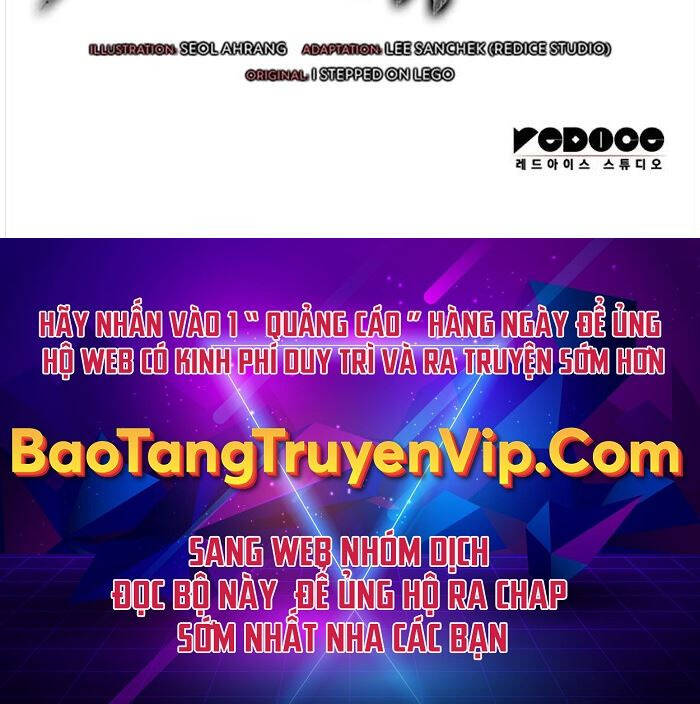 ILLUSTRATION: SEOL AHRANG ADAPTATION: LEE SANCHEK (REDICE STUDIO)
ORIGINAL: I STEPPED ON LEGO
REDICE
레드아이스 스튜디오
HÃY NHẤN VÀO 1 “ QUẢNG CÁO ” HÀNG NGÀY ĐỂ ỦNG
HỘ WEB CÓ KINH PHÍ DUY TRÌ VÀ RA TRUYỆN SỚM HƠN
BaoTangTruyenVip.Com
SANG WEB NHÓM DỊCH
ĐỌC BỘ NÀY ĐỂ ỦNG HỘ RA CHAP
SỚM NHẤT NHA CÁC BẠN